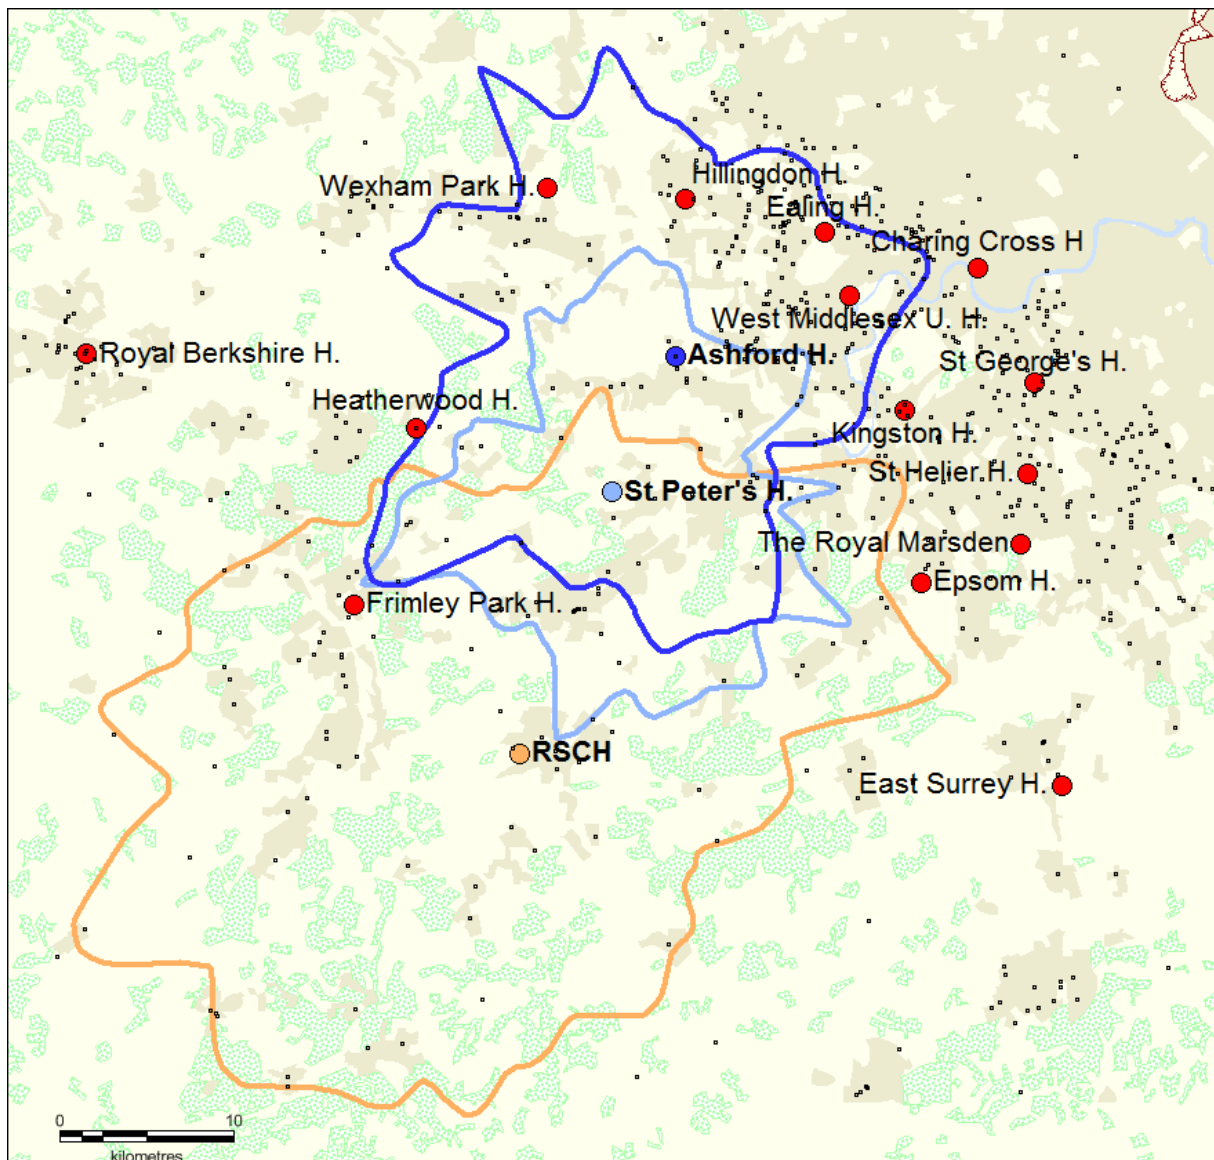 Hillingdon H.
Wexham Park H.
Ealing H.
Charing Cross H
West Middlesex U. H.
Royal Berkshire H.
Ashford H.
St George's H.
Heatherwood H.
Kingston H.
St Helier H.
St Peter's H.
The Royal Marsden
Epsom H.
Frimley Park H.
RSCH
East Surrey H.
0 10
kilometres